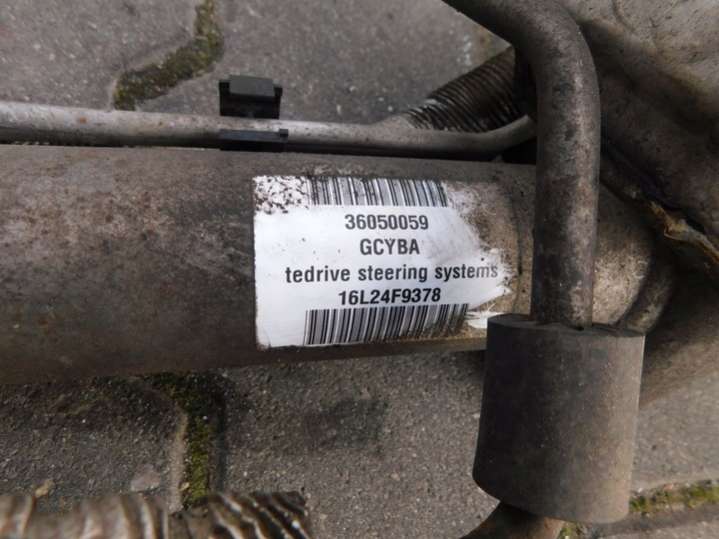 36050059
GCYBA
tedrive steering systems
16L24F9378